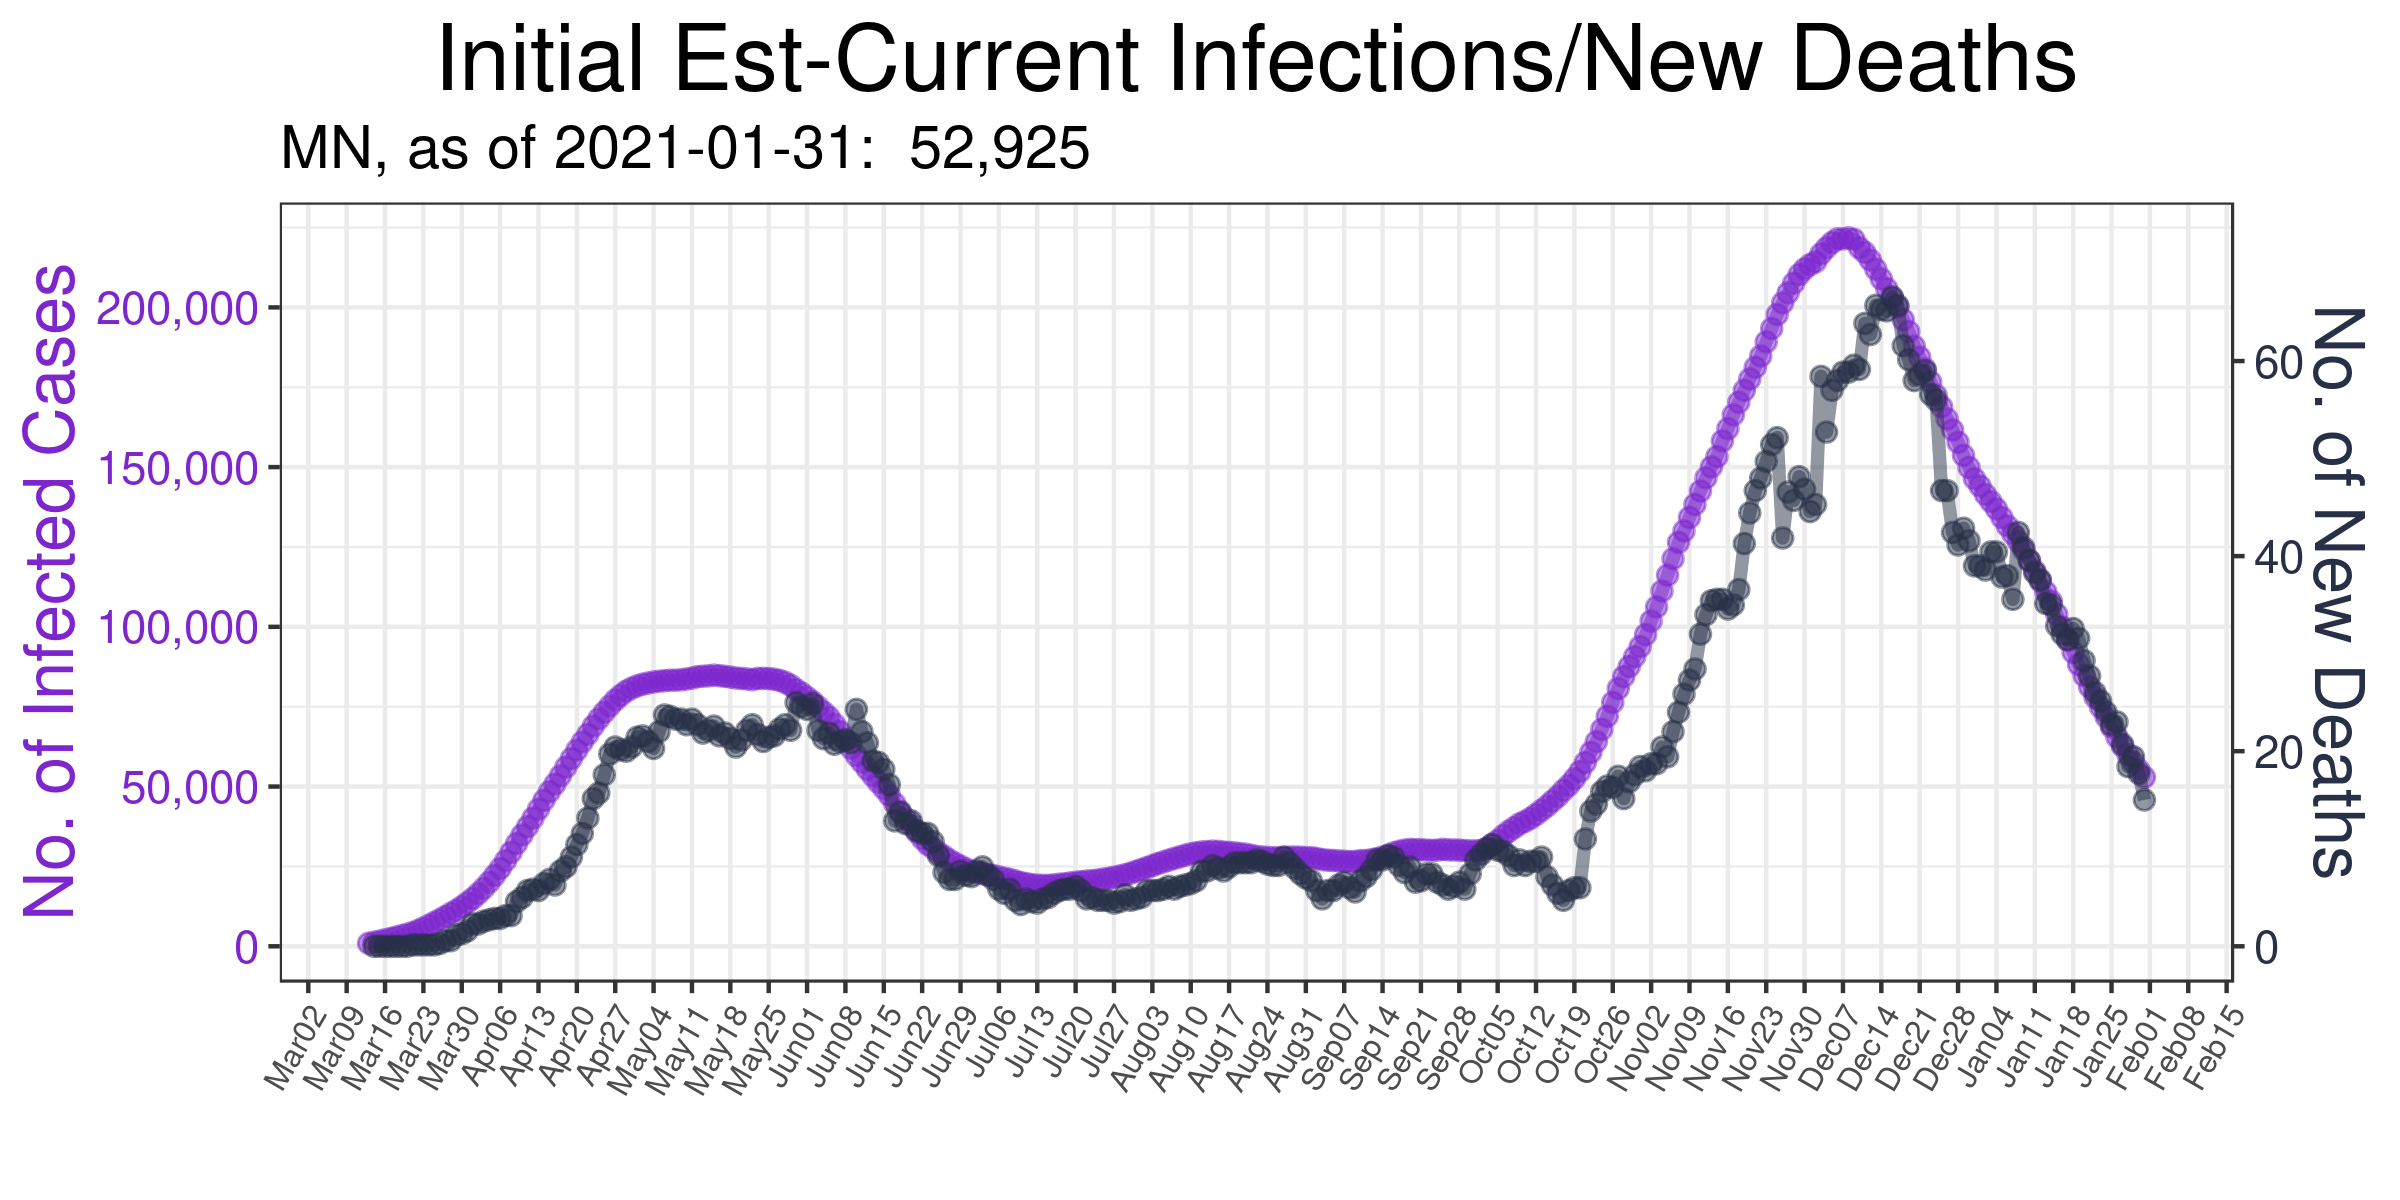 Initial Est-Current Infections/New Deaths
MN, as of 2021-01-31:  52,925
No. of Infected Cases
200,000
150,000
100,000
50,000
0
No. of New Deaths
60
40
20
0
Mar02
Mar09
Mar16
Mar23
Mar30
Apr06
Apr13
Apr20
Apr27
May04
May11
May18
May25
Jun01
Jun08
Jun15
Jun22
Jun29
Jul06
Jul13
Jul20
Jul27
Aug03
Aug10
Aug17
Aug24
Aug31
Sep07
Sep14
Sep21
Sep28
Oct05
Oct12
Oct19
Oct26
Nov02
Nov09
Nov16
Nov23
Nov30
Dec07
Dec14
Dec21
Dec28
Jan04
Jan11
Jan18
Jan25
Feb01
Feb08
Feb15